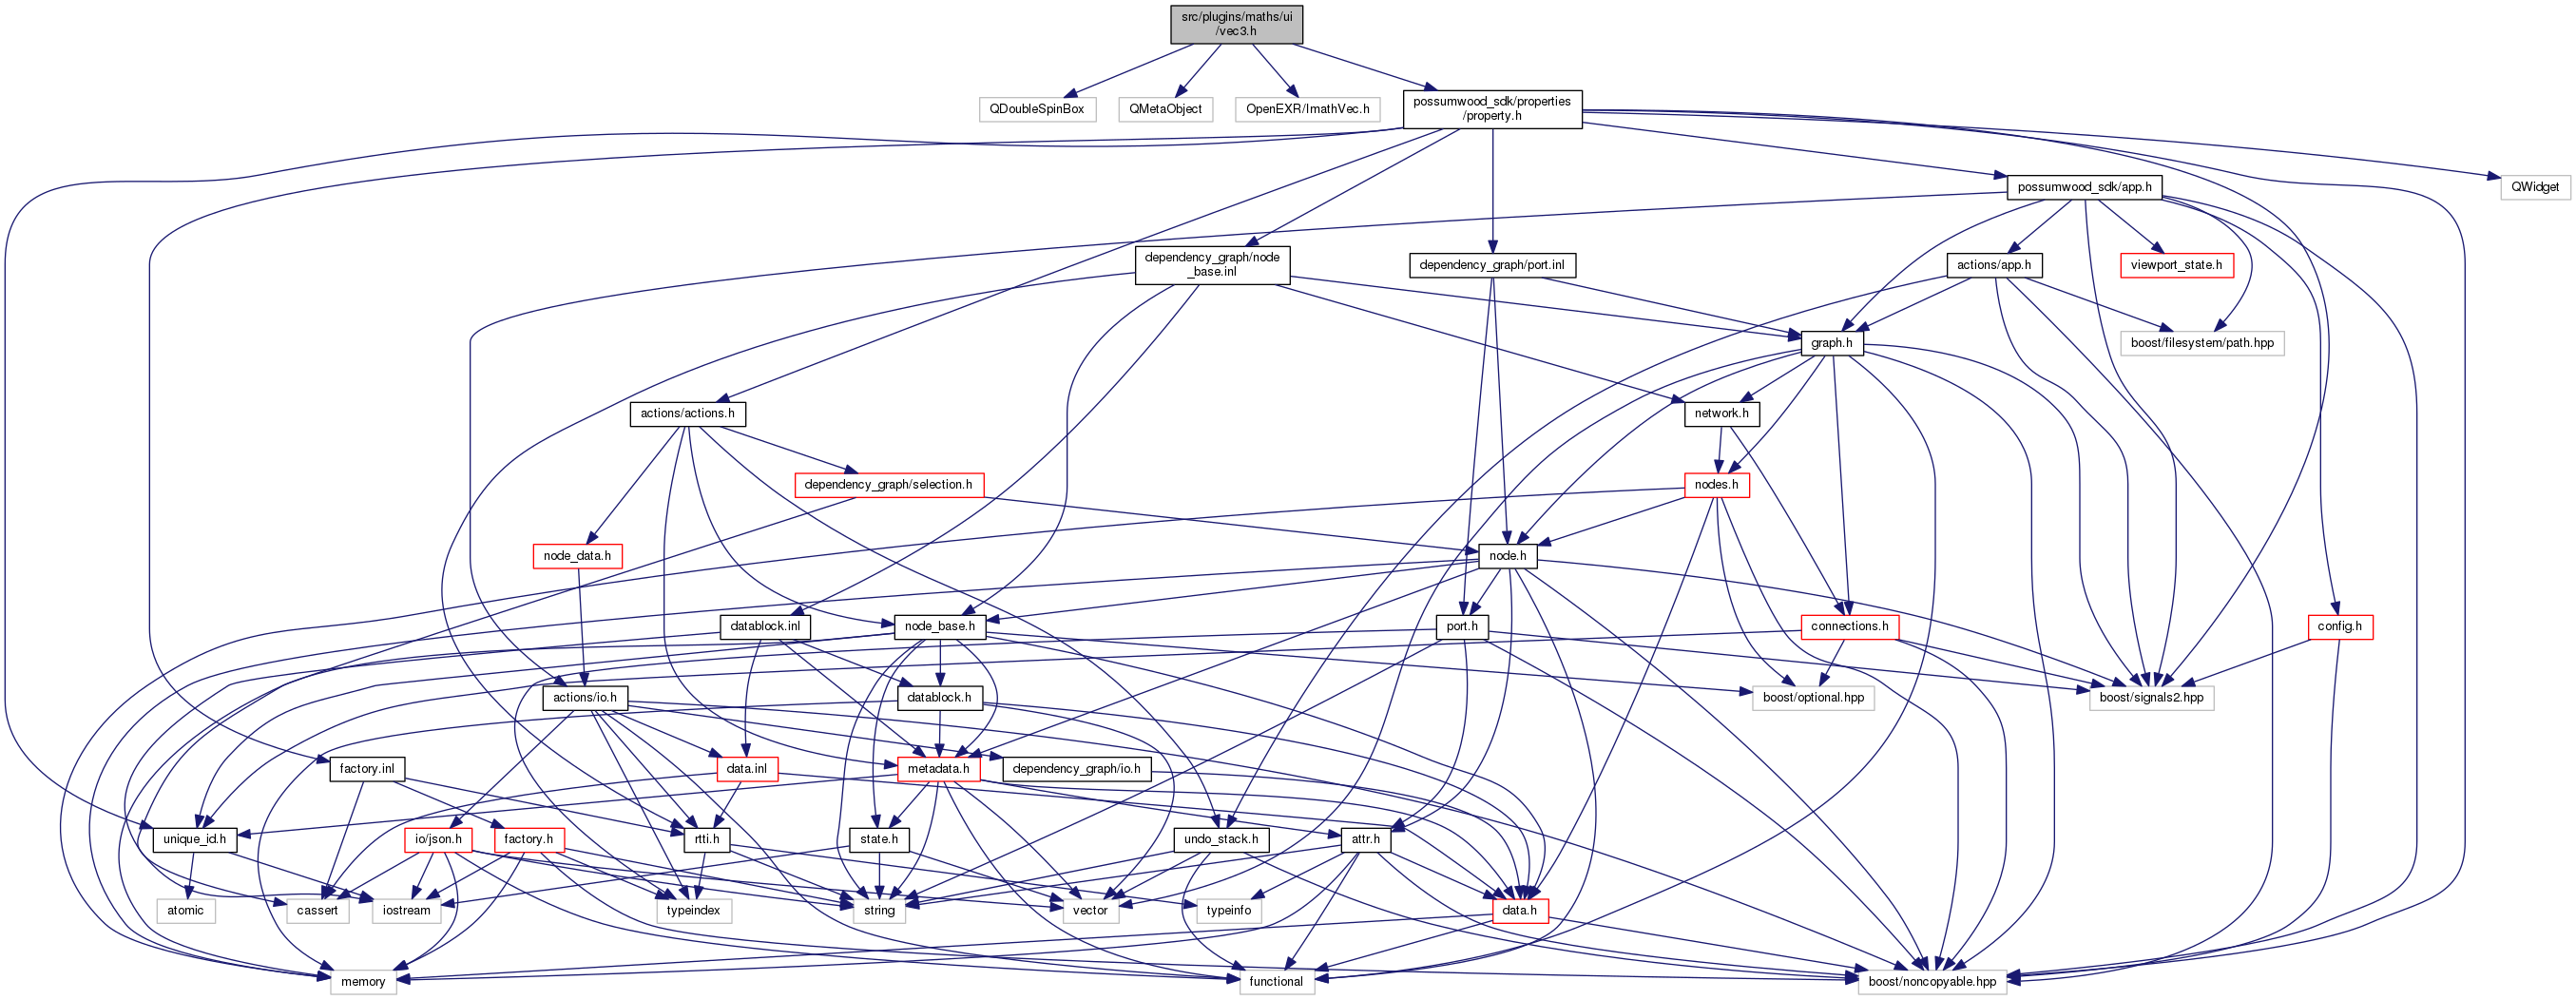 src/plugins/maths/ui
/vec3.h
QDoubleSpinBox
QMetaObject
OpenEXR/ImathVec.h
possumwood_sdk/properties
/property.h
possumwood_sdk/app.h
QWidget
dependency_graph/node
_base.inl
dependency_graph/port.inl
actions/app.h
viewport_state.h
graph.h
boost/filesystem/path.hpp
actions/actions.h
network.h
dependency_graph/selection.h
nodes.h
node_data.h
node.h
datablock.inl
node_base.h
port.h
connections.h
config.h
actions/io.h
datablock.h
boost/optional.hpp
boost/signals2.hpp
factory.inl
data.inl
metadata.h
dependency_graph/io.h
unique_id.h
io/json.h
factory.h
rtti.h
state.h
undo_stack.h
attr.h
atomic
cassert
iostream
typeindex
string
vector
typeinfo
data.h
memory
functional
boost/noncopyable.hpp